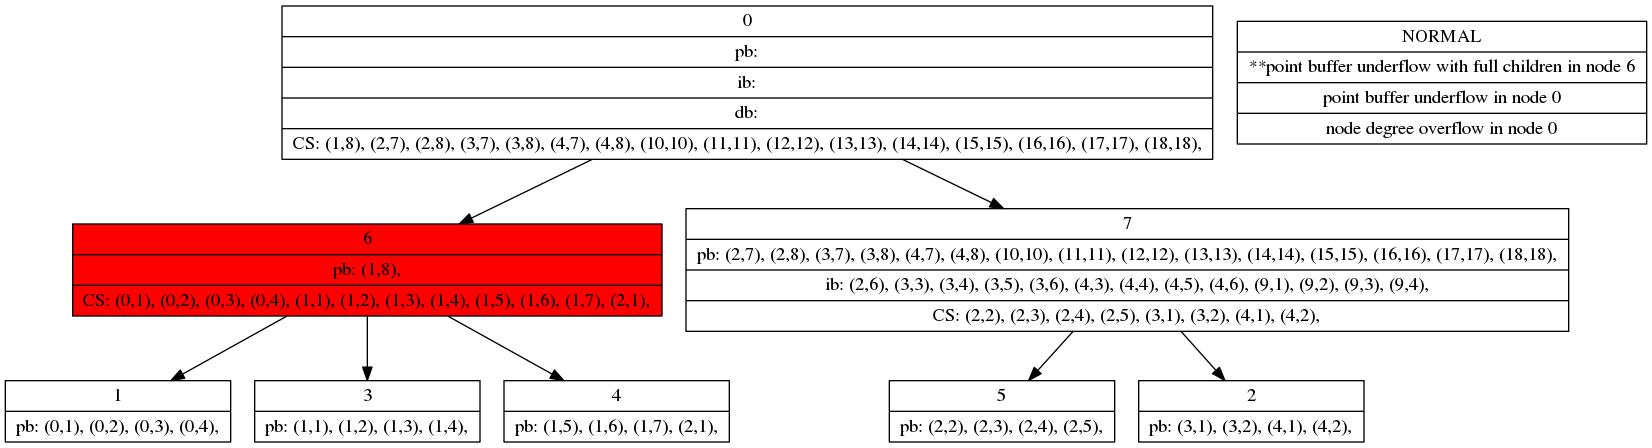 0
pb:
ib:
db:
CS: (1,8), (2,7), (2,8), (3,7), (3,8), (4,7), (4,8), (10,10), (11,11), (12,12), (13,13), (14,14), (15,15), (16,16), (17,17), (18,18),
NORMAL
**point buffer underflow with full children in node 6
point buffer underflow in node 0
node degree overflow in node 0
6
pb: (1,8),
CS: (0,1), (0,2), (0,3), (0,4), (1,1), (1,2), (1,3), (1,4), (1,5), (1,6), (1,7), (2,1),
7
pb: (2,7), (2,8), (3,7), (3,8), (4,7), (4,8), (10,10), (11,11), (12,12), (13,13), (14,14), (15,15), (16,16), (17,17), (18,18),
ib: (2,6), (3,3), (3,4), (3,5), (3,6), (4,3), (4,4), (4,5), (4,6), (9,1), (9,2), (9,3), (9,4),
CS: (2,2), (2,3), (2,4), (2,5), (3,1), (3,2), (4,1), (4,2),
1
pb: (0,1), (0,2), (0,3), (0,4),
3
pb: (1,1), (1,2), (1,3), (1,4),
4
pb: (1,5), (1,6), (1,7), (2,1),
5
pb: (2,2), (2,3), (2,4), (2,5),
2
pb: (3,1), (3,2), (4,1), (4,2),